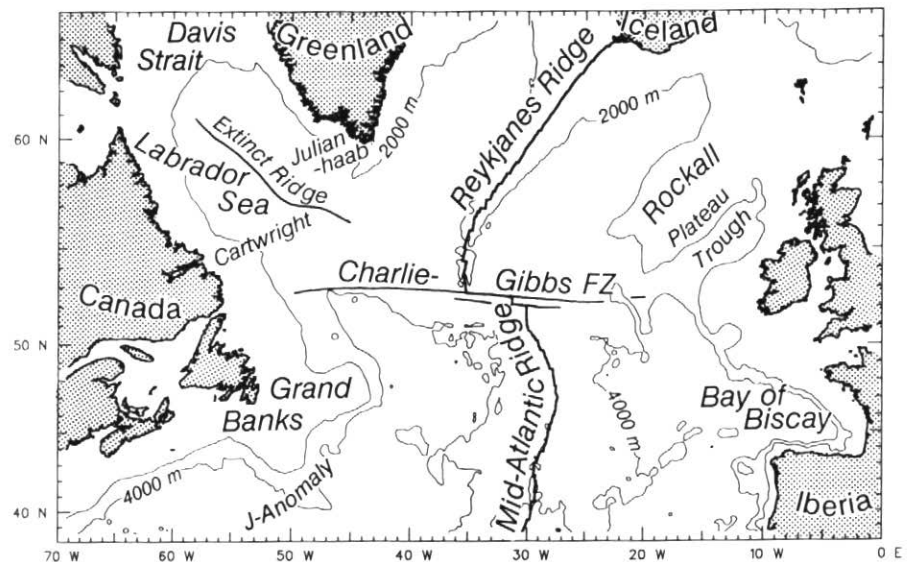 Davis
Strait
Greenland
Iceland
2000 m
Reykjanes Ridge
2000 m
60 N
Extinct Ridge
Julian
-haab
Labrador
Sea
Rockall
Plateau
Trough
Cartwright
Charlie-
Gibbs FZ
Canada
50 N
Mid-Atlantic Ridge
Grand
Banks
4000 m
Bay of
Biscay
4000 m
J-Anomaly
Iberia
40 N
70 W
60 W
50 W
40 W
30 W
20 W
10 W
0 E